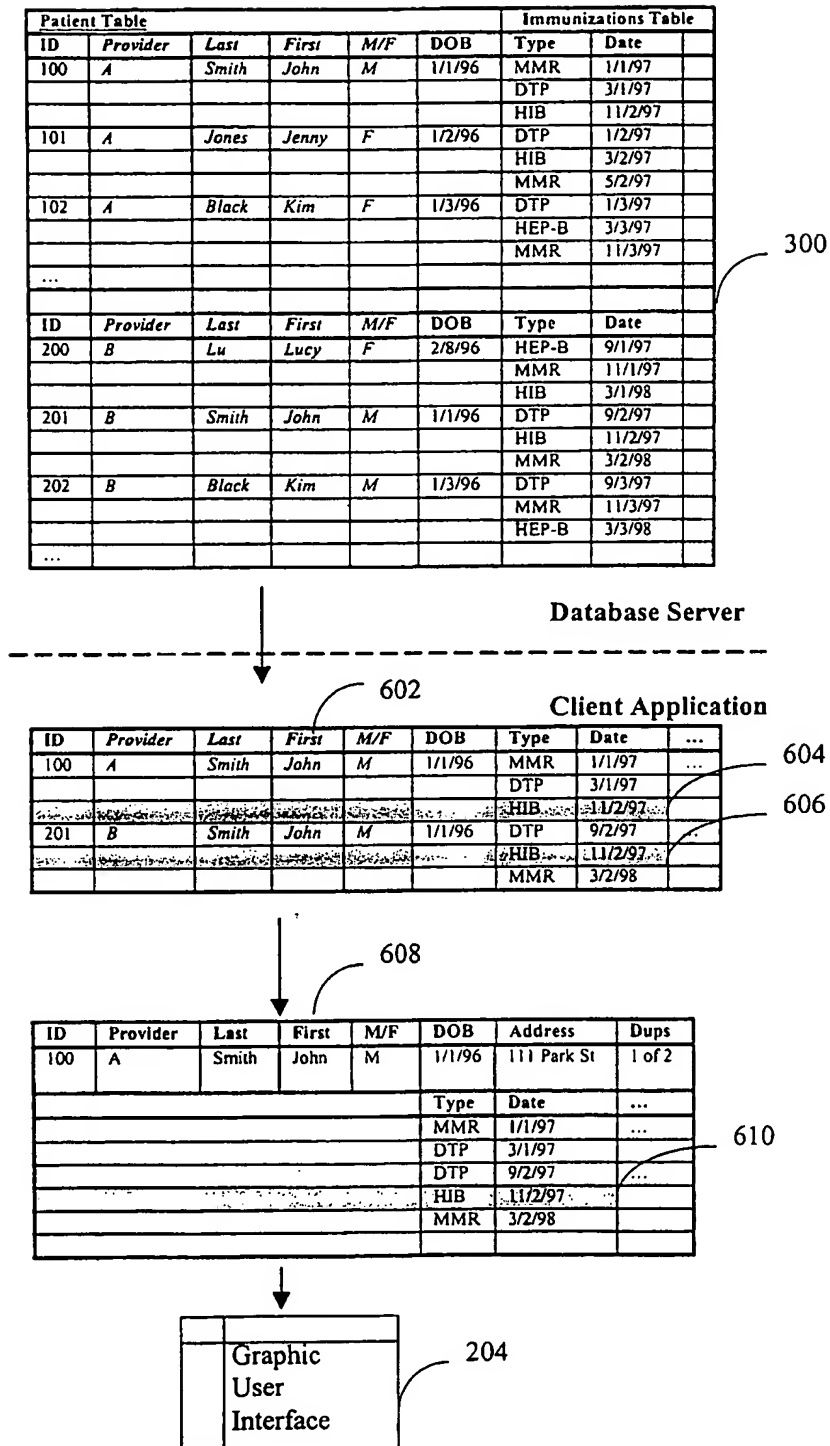 Patient Table Immunizations Table
ID Provider Last First M/F DOB Type Date
100 A Smith John M 1/1/96 MMR 1/1/97
DTP 3/1/97
HIB 11/2/97
101 A Jones Jenny F 1/2/96 DTP 1/2/97
HIB 3/2/97
MMR 5/2/97
102 A Black Kim F 1/3/96 DTP 1/3/97
HEP-B 3/3/97
MMR 11/3/97
300
...
ID Provider Last First M/F DOB Type Date
200 B Lu Lucy F 2/8/96 HEP-B 9/1/97
MMR 11/1/97
HIB 3/1/98
201 B Smith John M 1/1/96 DTP 9/2/97
HIB 11/2/97
MMR 3/2/98
202 B Black Kim M 1/3/96 DTP 9/3/97
MMR 11/3/97
HEP-B 3/3/98
...
Database Server
602
Client Application
ID Provider Last First M/F DOB Type Date ...
100 A Smith John M 1/1/96 MMR 1/1/97 ...
604
DTP 3/1/97
HIB 11/2/97
606
201 B Smith John M 1/1/96 DTP 9/2/97
HIB 11/2/97
MMR 3/2/98
608
ID Provider Last First M/F DOB Address Dups
100 A Smith John M 1/1/96 111 Park St 1 of 2
Type Date ...
MMR 1/1/97 ...
DTP 3/1/97
610
DTP 9/2/97 ...
HIB 11/2/97
MMR 3/2/98
204
Graphic
User
Interface